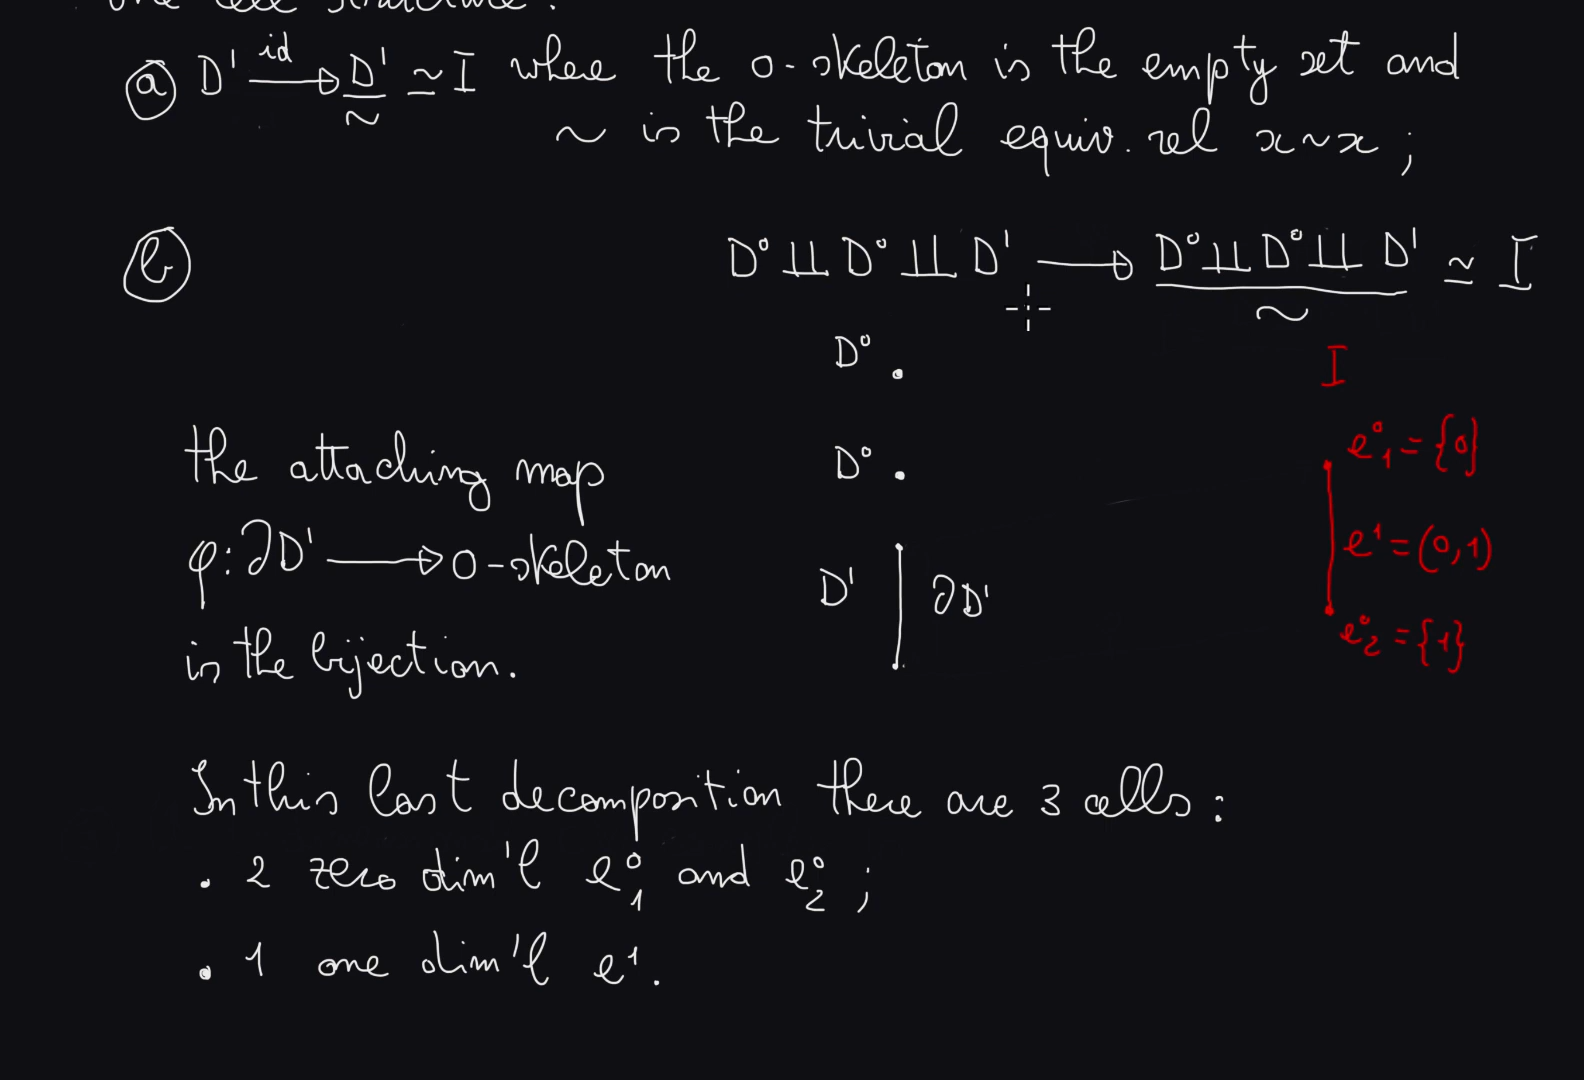 one cell structure:
ⓐ D¹ —id→ D¹/~ ≃ I where the 0-skeleton is the empty set and
~ is the trivial equiv. rel x~x ;
ⓑ D⁰ ⨿ D⁰ ⨿ D¹ ⟶ D⁰ ⨿ D⁰ ⨿ D¹/~ ≃ I
D⁰ .
I
e⁰₁ = {0}
the attaching map
D⁰ .
φ: ∂D¹ ⟶ 0-skeleton
D¹ | ∂D¹
e¹ = (0,1)
e⁰₂ = {1}
is the bijection.
In this last decomposition there are 3 cells :
. 2 zero dim'l e⁰₁ and e⁰₂ ;
. 1 one dim'l e¹.